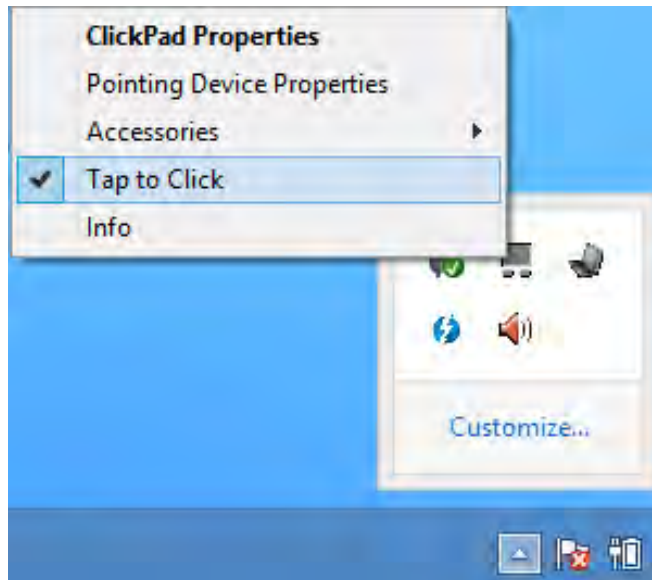 ClickPad Properties
Pointing Device Properties
Accessories
Tap to Click
Info
Customize...